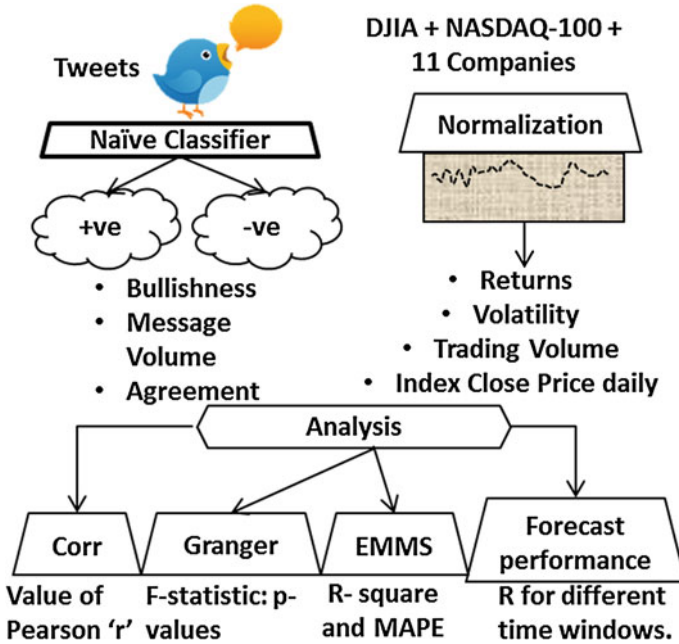 Tweets
DJIA + NASDAQ-100 +
11 Companies
Naïve Classifier
Normalization
+ve
-ve
• Bullishness
• Message
Volume
• Agreement
• Returns
• Volatility
• Trading Volume
• Index Close Price daily
Analysis
Corr
Granger
EMMS
Forecast
performance
Value of
Pearson ‘r’
F-statistic: p-
values
R- square
and MAPE
R for different
time windows.